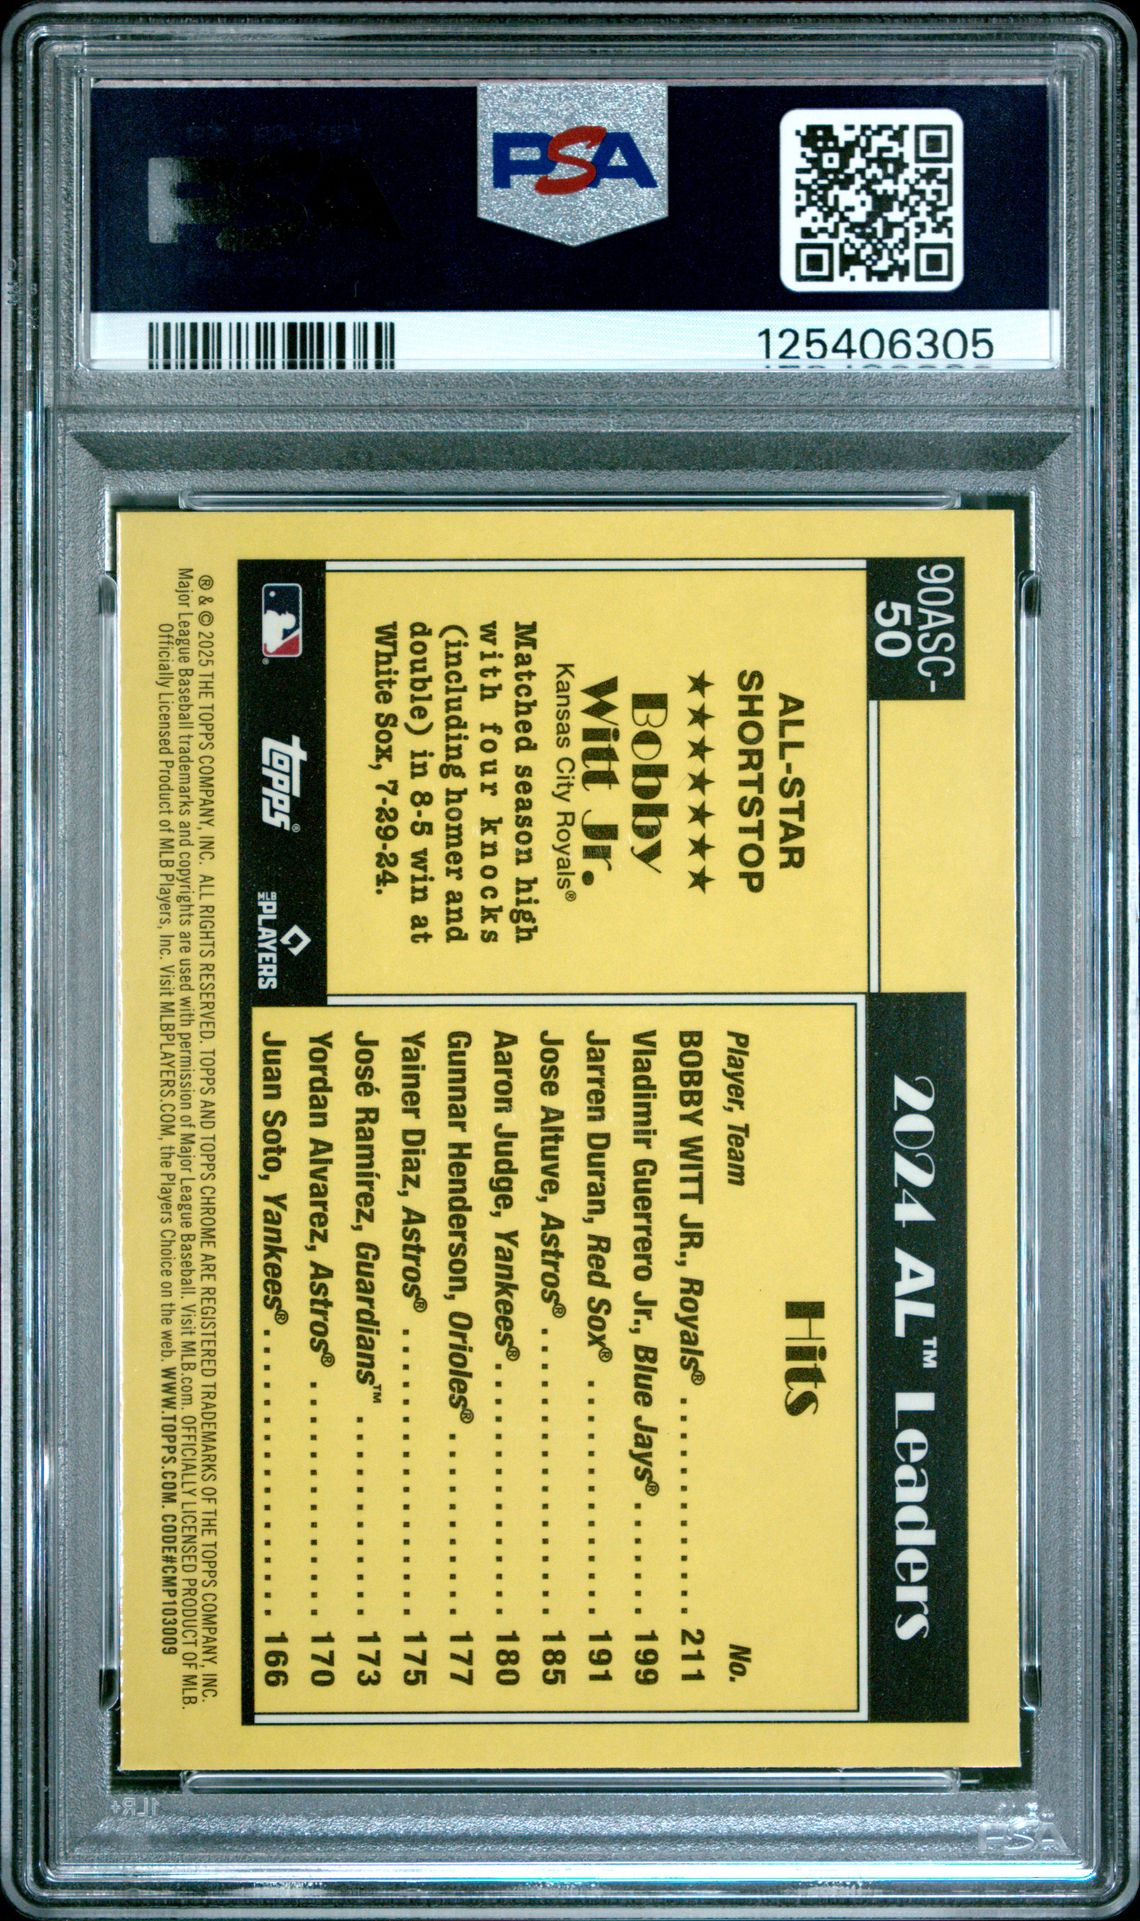 PSA
125406305
90ASC-
50
ALL-STAR
SHORTSTOP
★★★★★★★
Bobby
Witt Jr.
Kansas City Royals®
Matched season high
with four knocks
(including homer and
double) in 8-5 win at
White Sox, 7-29-24.
topps®
MLB
PLAYERS
2024 AL™ Leaders
Hits
Player, Team No.
BOBBY WITT JR., Royals® . . . . . . . . . . . . . 211
Vladimir Guerrero Jr., Blue Jays® . . . . . . . 199
Jarren Duran, Red Sox® . . . . . . . . . . . . . . 191
Jose Altuve, Astros® . . . . . . . . . . . . . . . . . 185
Aaron Judge, Yankees® . . . . . . . . . . . . . . . 180
Gunnar Henderson, Orioles® . . . . . . . . . . . 177
Yainer Diaz, Astros® . . . . . . . . . . . . . . . . . 175
José Ramírez, Guardians™ . . . . . . . . . . . . 173
Yordan Alvarez, Astros® . . . . . . . . . . . . . . 170
Juan Soto, Yankees® . . . . . . . . . . . . . . . . . 166
® & © 2025 THE TOPPS COMPANY, INC. ALL RIGHTS RESERVED. TOPPS AND TOPPS CHROME ARE REGISTERED TRADEMARKS OF THE TOPPS COMPANY, INC.
Major League Baseball trademarks and copyrights are used with permission of Major League Baseball. Visit MLB.com. OFFICIALLY LICENSED PRODUCT OF MLB.
Officially Licensed Product of MLB Players, Inc. Visit MLBPLAYERS.COM, the Players Choice on the web. WWW.TOPPS.COM. CODE#CMP103009
PSA